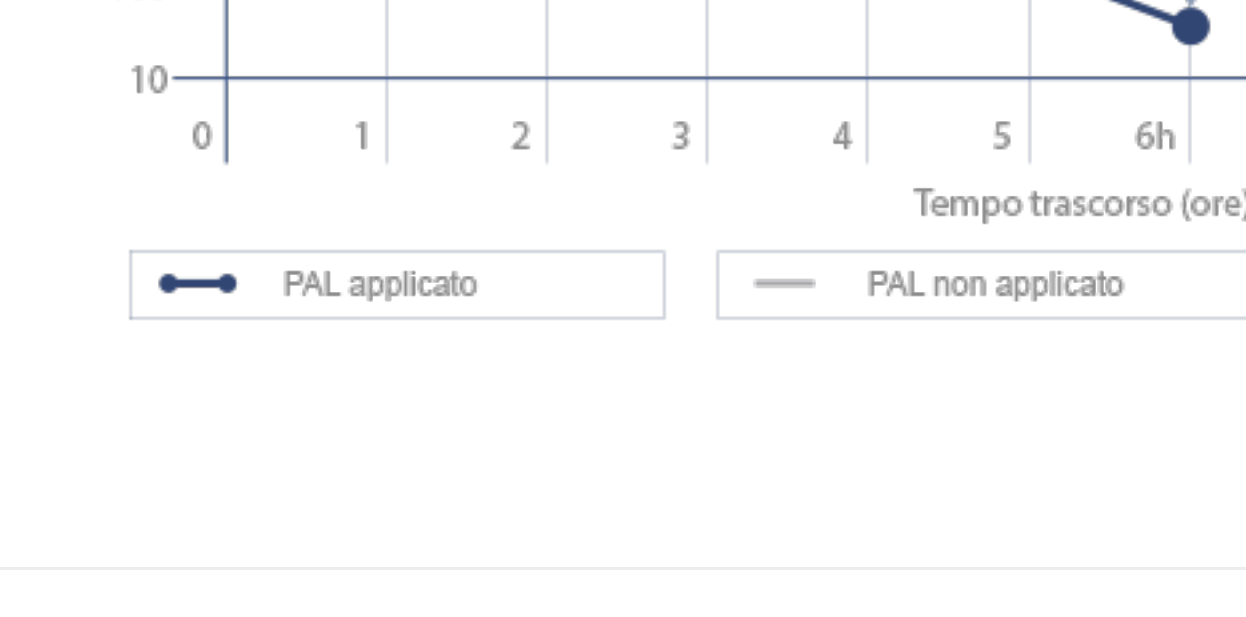 10
0 1 2 3 4 5 6h
Tempo trascorso (ore)
PAL applicato
PAL non applicato